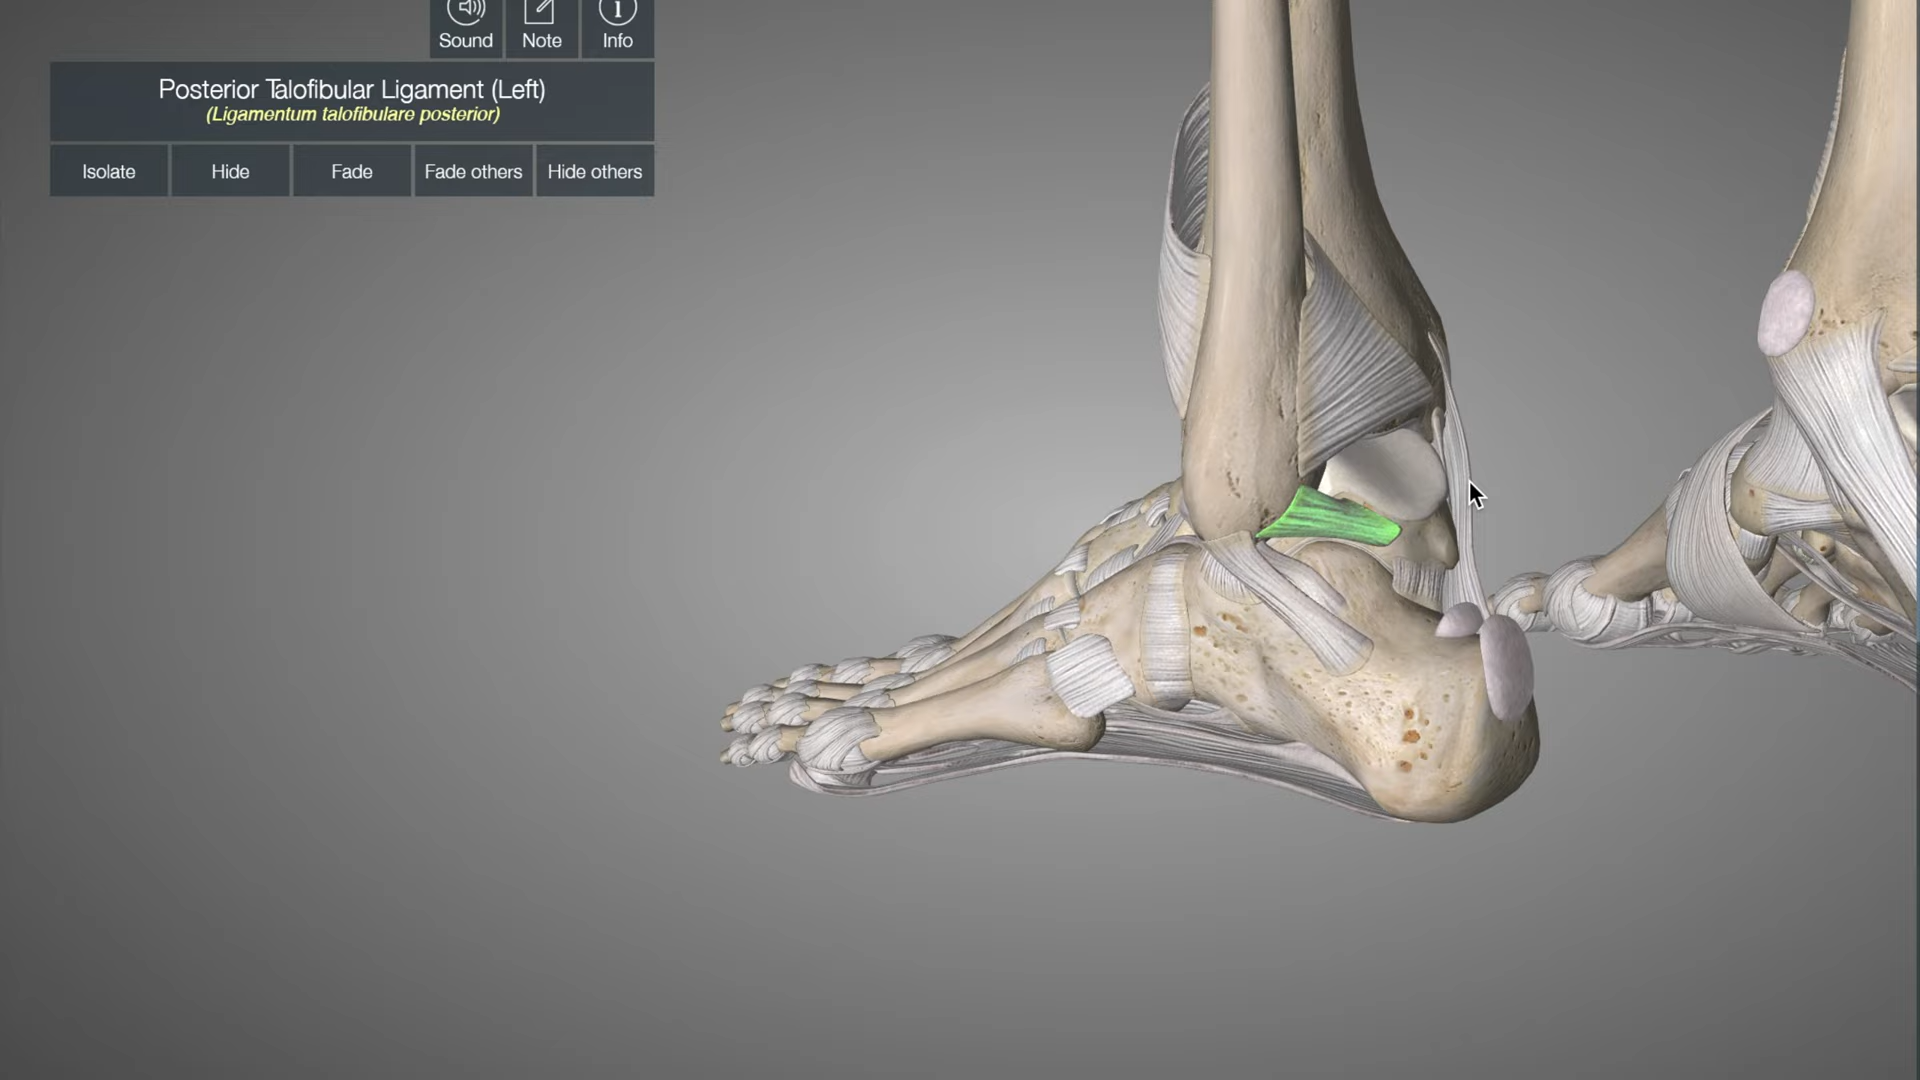 Sound Note Info
Posterior Talofibular Ligament (Left)
(Ligamentum talofibulare posterior)
Isolate Hide Fade Fade others Hide others